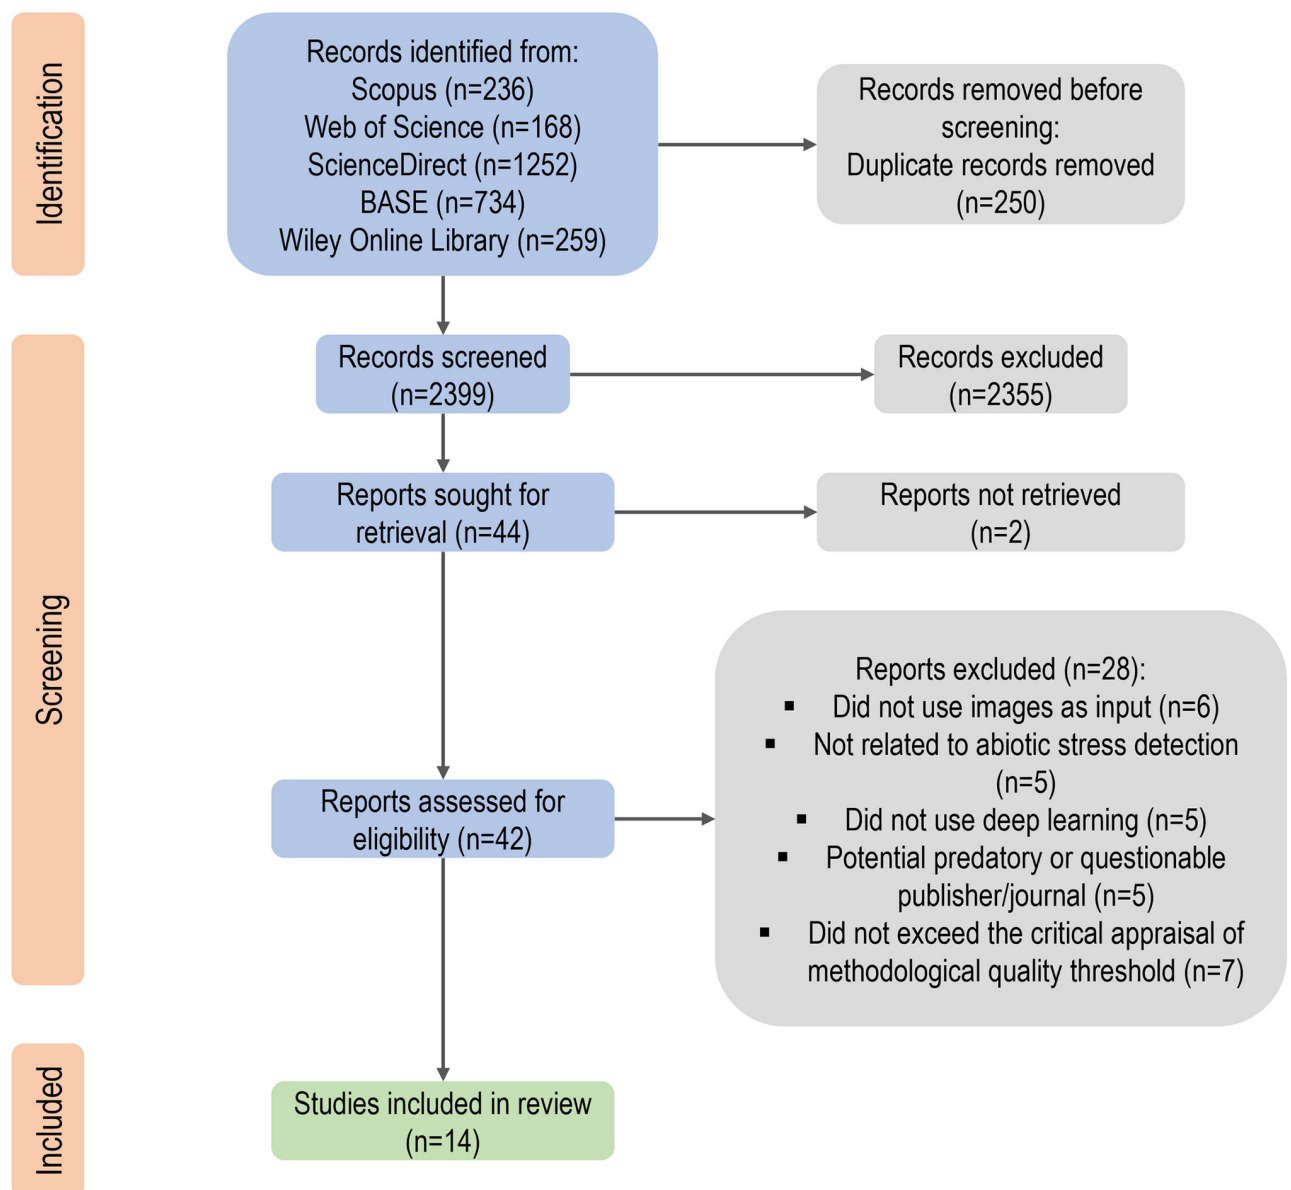 Identification
Records identified from:
Scopus (n=236)
Web of Science (n=168)
ScienceDirect (n=1252)
BASE (n=734)
Wiley Online Library (n=259)
Records removed before
screening:
Duplicate records removed
(n=250)
Screening
Records screened
(n=2399)
Records excluded
(n=2355)
Reports sought for
retrieval (n=44)
Reports not retrieved
(n=2)
Reports assessed for
eligibility (n=42)
Reports excluded (n=28):
▪ Did not use images as input (n=6)
▪ Not related to abiotic stress detection
(n=5)
▪ Did not use deep learning (n=5)
▪ Potential predatory or questionable
publisher/journal (n=5)
▪ Did not exceed the critical appraisal of
methodological quality threshold (n=7)
Included
Studies included in review
(n=14)